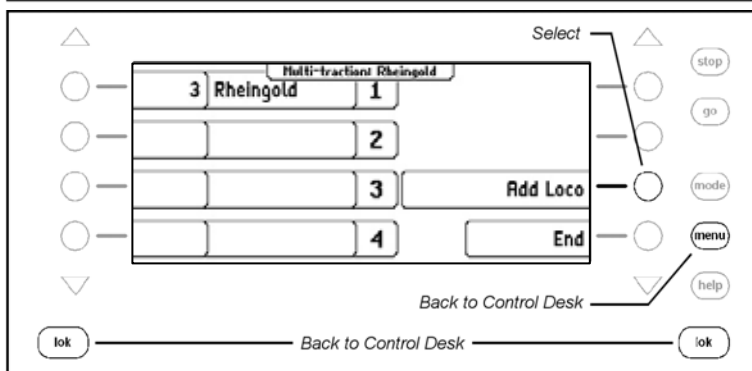 Select
stop
Multi-traction: Rheingold
3 Rheingold 1
go
2
3 Add Loco
mode
4 End
menu
help
Back to Control Desk
lok Back to Control Desk lok